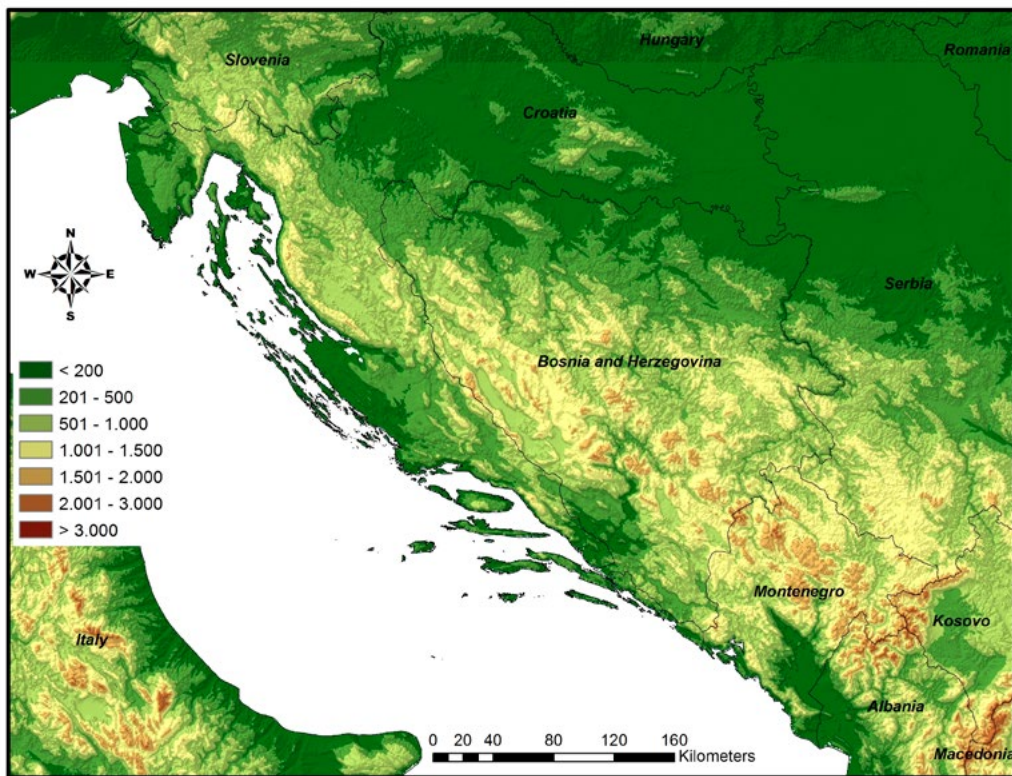 Hungary
Romania
Slovenia
Croatia
N
W E
S
Serbia
Bosnia and Herzegovina
< 200
201 - 500
501 - 1.000
1.001 - 1.500
1.501 - 2.000
2.001 - 3.000
> 3.000
Montenegro
Kosovo
Italy
Albania
0 20 40 80 120 160
Kilometers
Macedonia